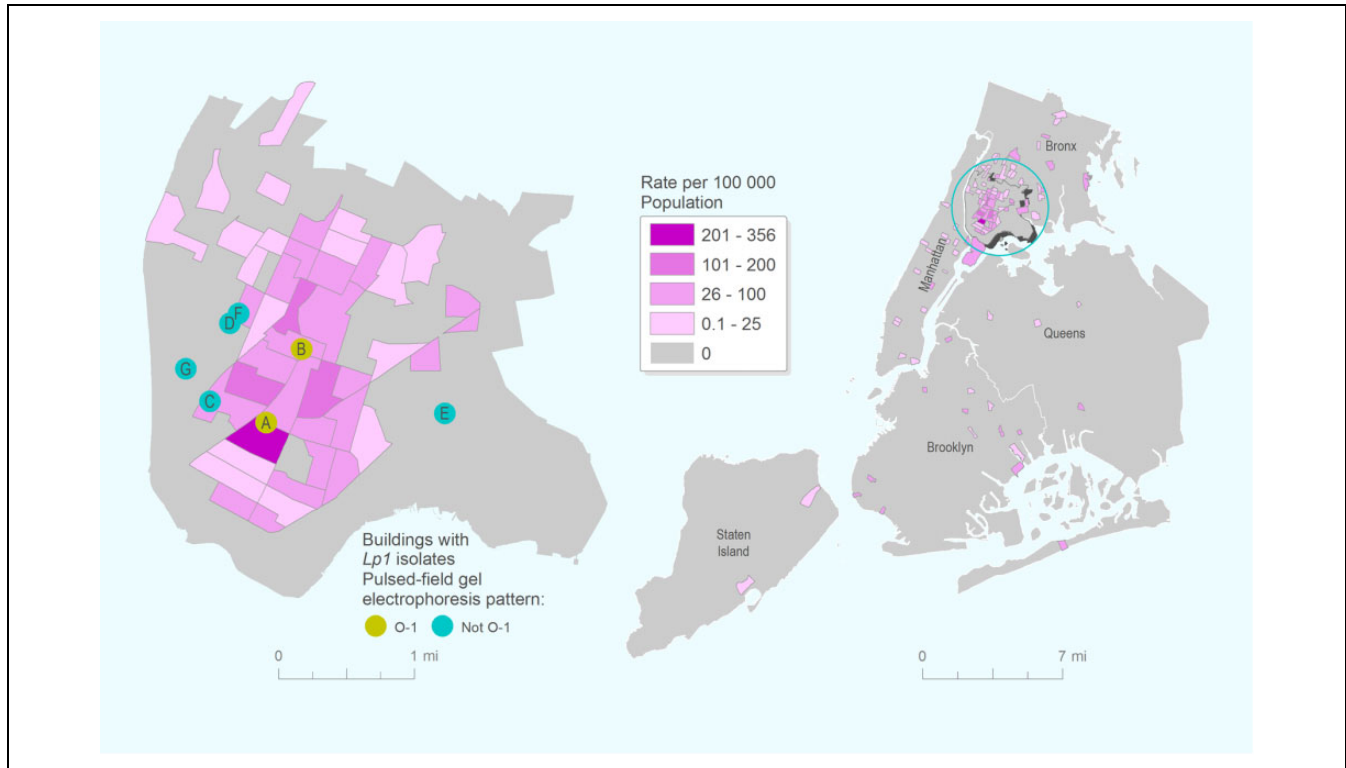 Rate per 100 000
Population
201 - 356
101 - 200
26 - 100
0.1 - 25
0
F
D
B
G
C
A
E
Buildings with
Lp1 isolates
Pulsed-field gel
electrophoresis pattern:
O-1 Not O-1
0 1 mi
Bronx
Manhattan
Queens
Brooklyn
Staten
Island
0 7 mi